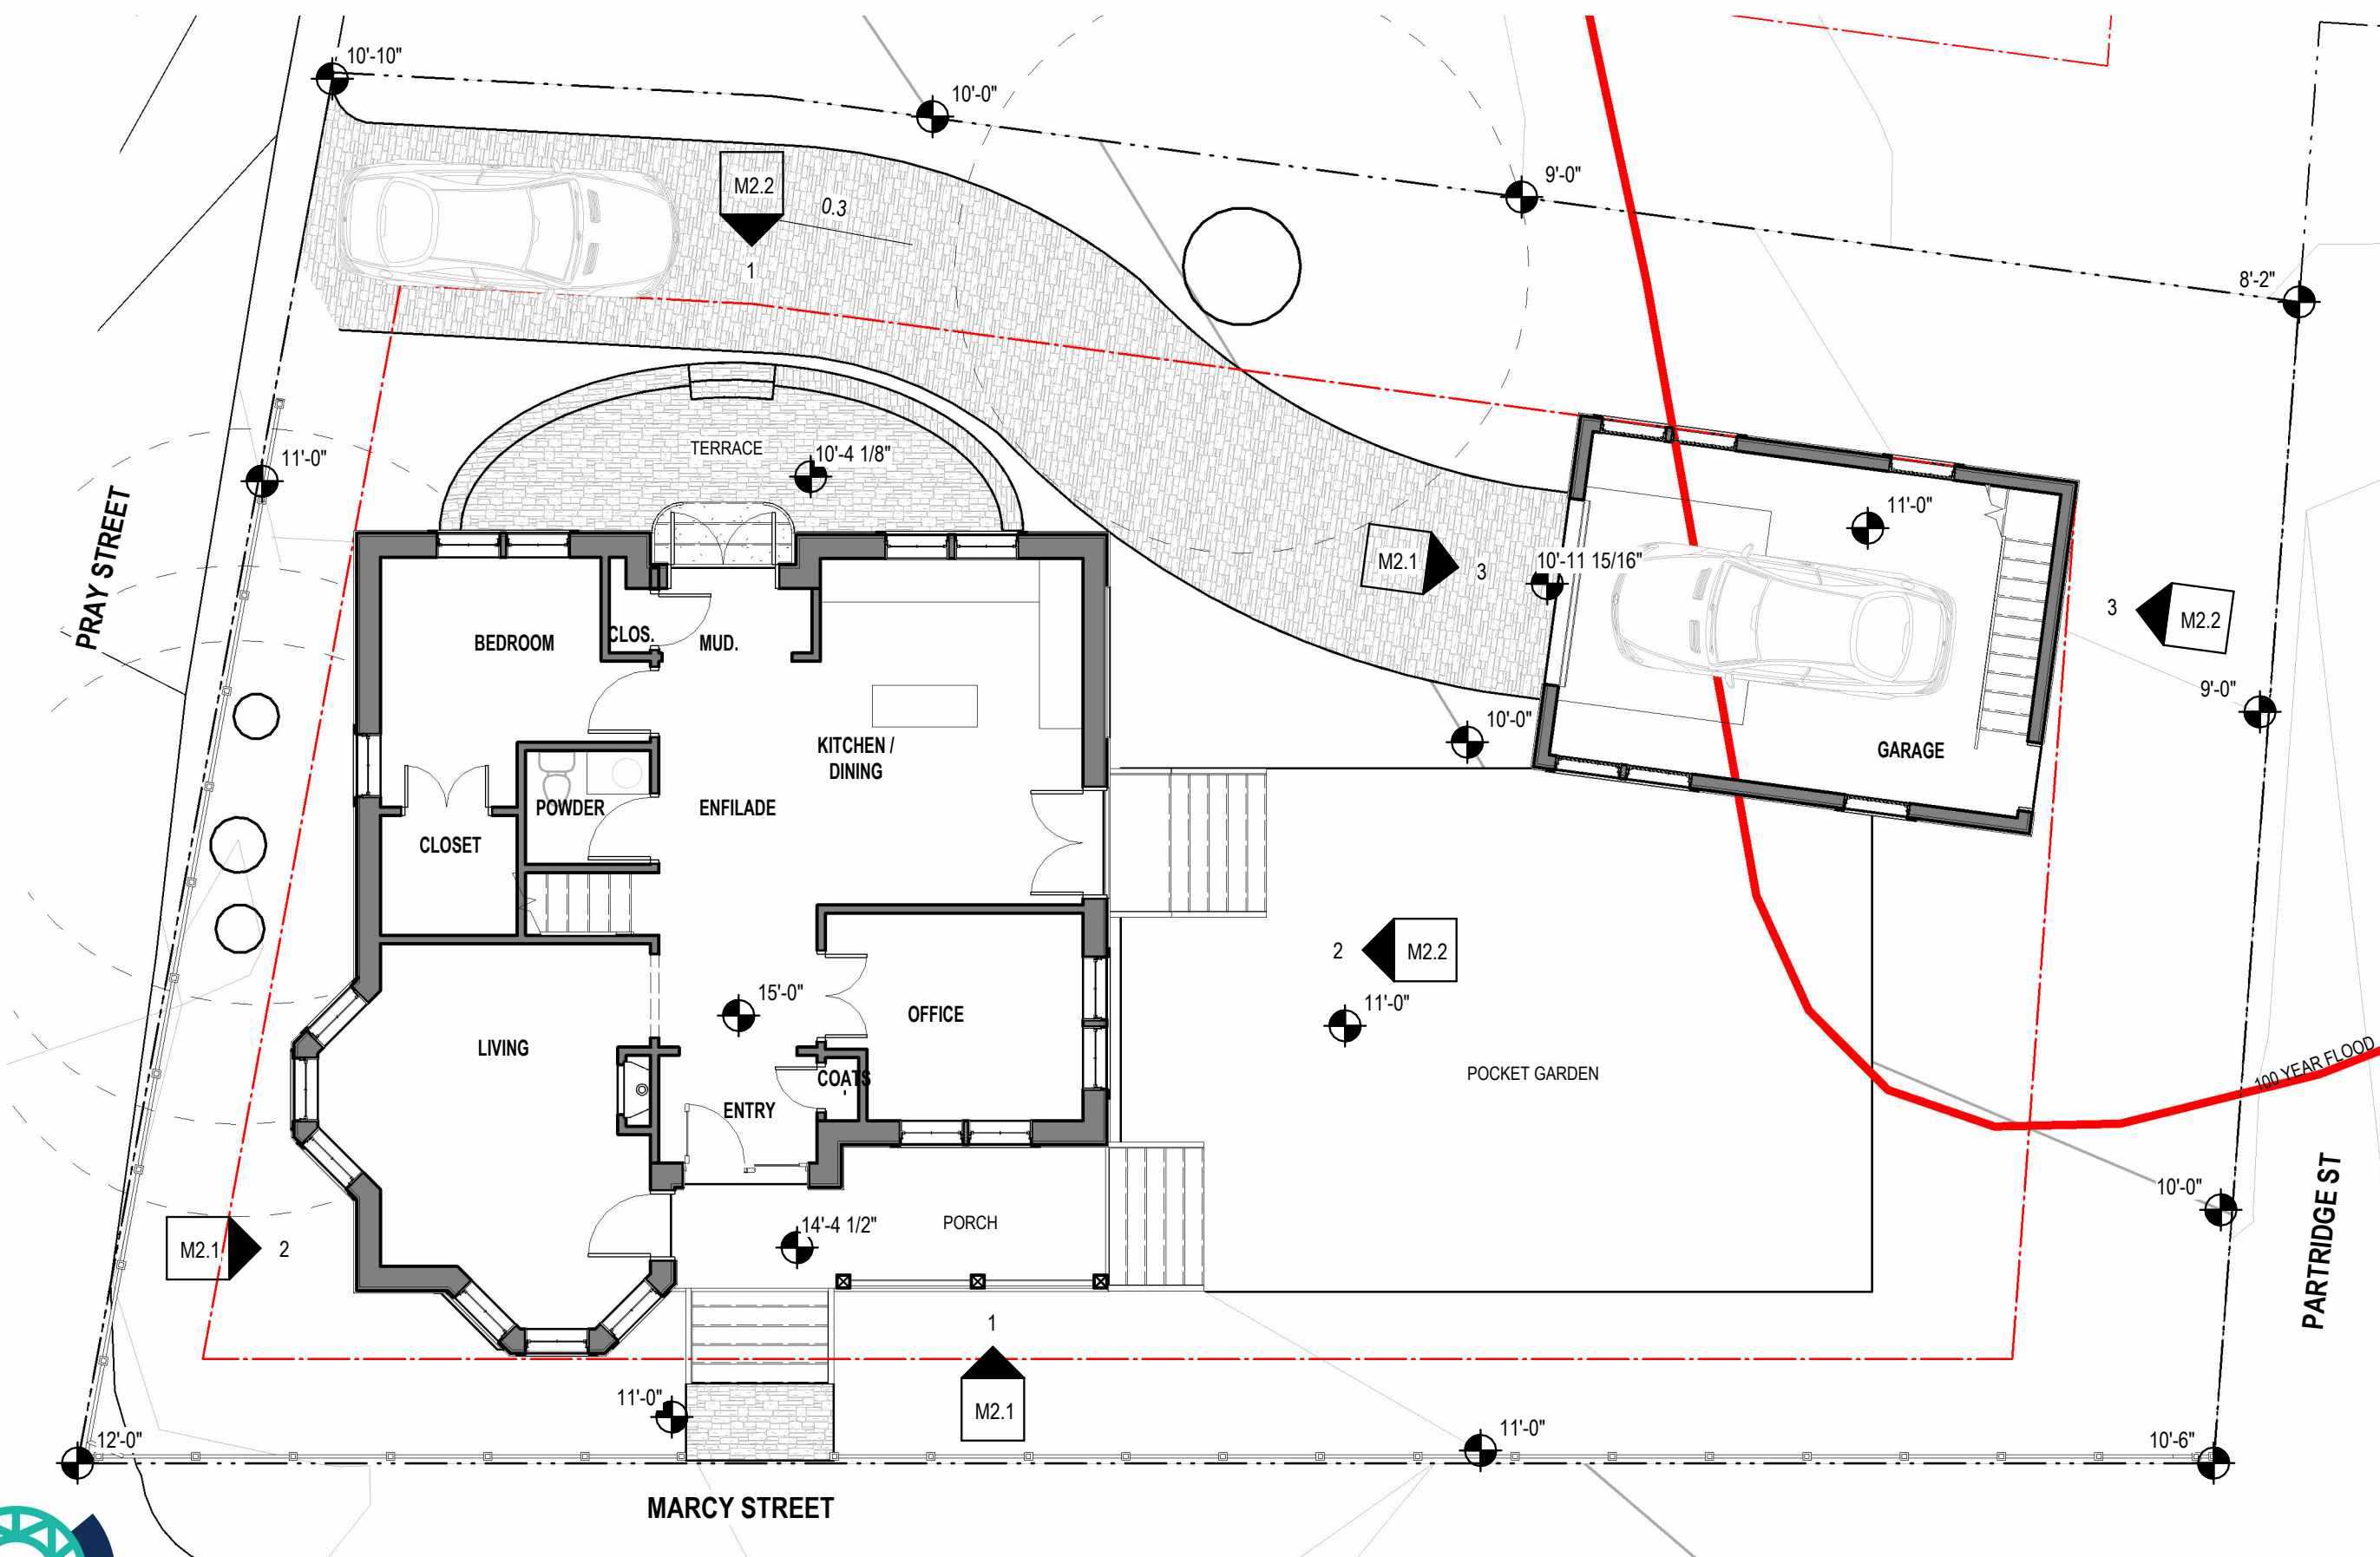 10'-10"
10'-0"
9'-0"
8'-2"
M2.2
0.3
1
11'-0"
TERRACE
10'-4 1/8"
PRAY STREET
11'-0"
M2.1
3
10'-11 15/16"
3
M2.2
BEDROOM
CLOS.
MUD.
9'-0"
10'-0"
KITCHEN /
DINING
GARAGE
POWDER
ENFILADE
CLOSET
2
M2.2
15'-0"
11'-0"
OFFICE
LIVING
POCKET GARDEN
100 YEAR FLOOD
COATS
.
ENTRY
10'-0"
PARTRIDGE ST
14'-4 1/2"
PORCH
M2.1
2
1
M2.1
11'-0"
12'-0"
11'-0"
10'-6"
MARCY STREET